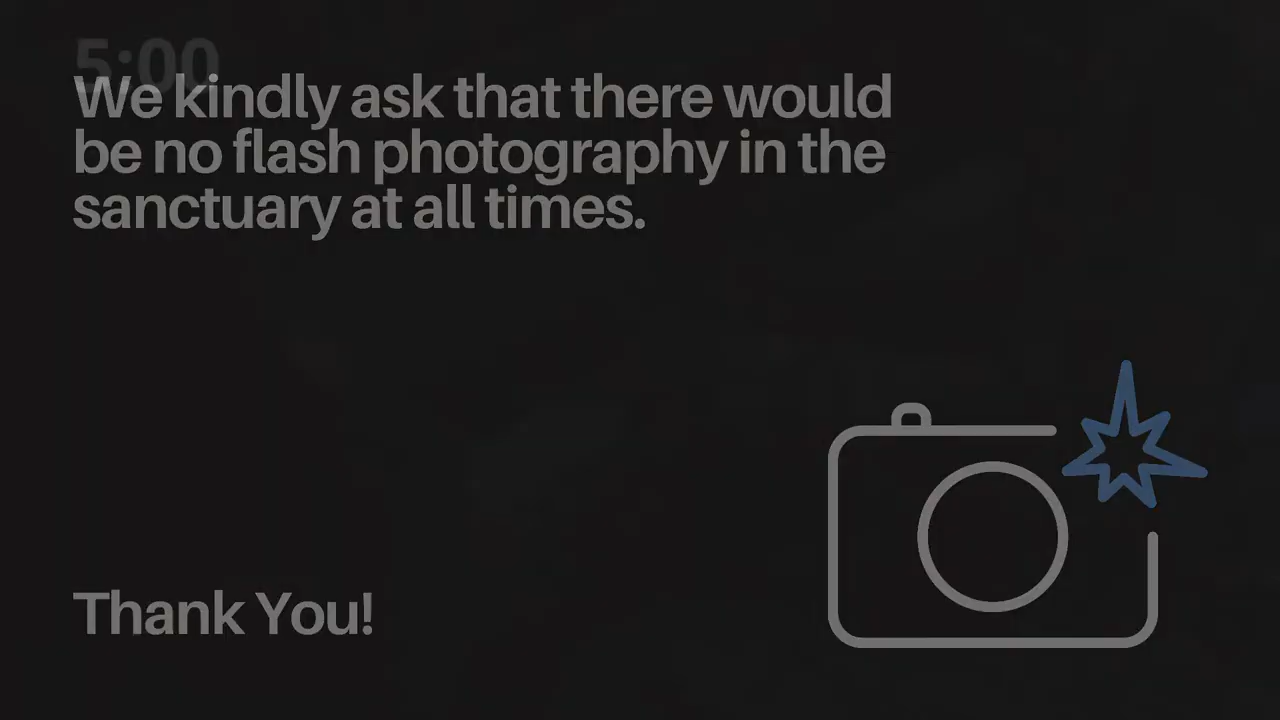 5:00
We kindly ask that there would
be no flash photography in the
sanctuary at all times.
Thank You!